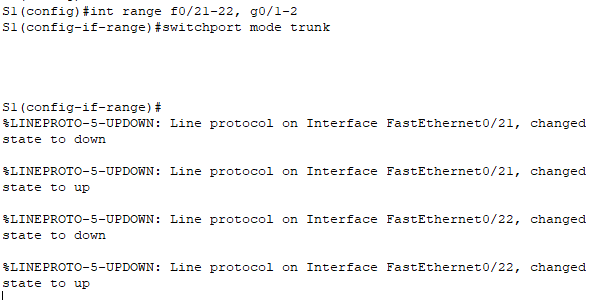 S1(config)#int range f0/21-22, g0/1-2
S1(config-if-range)#switchport mode trunk
S1(config-if-range)#
%LINEPROTO-5-UPDOWN: Line protocol on Interface FastEthernet0/21, changed
state to down
%LINEPROTO-5-UPDOWN: Line protocol on Interface FastEthernet0/21, changed
state to up
%LINEPROTO-5-UPDOWN: Line protocol on Interface FastEthernet0/22, changed
state to down
%LINEPROTO-5-UPDOWN: Line protocol on Interface FastEthernet0/22, changed
state to up